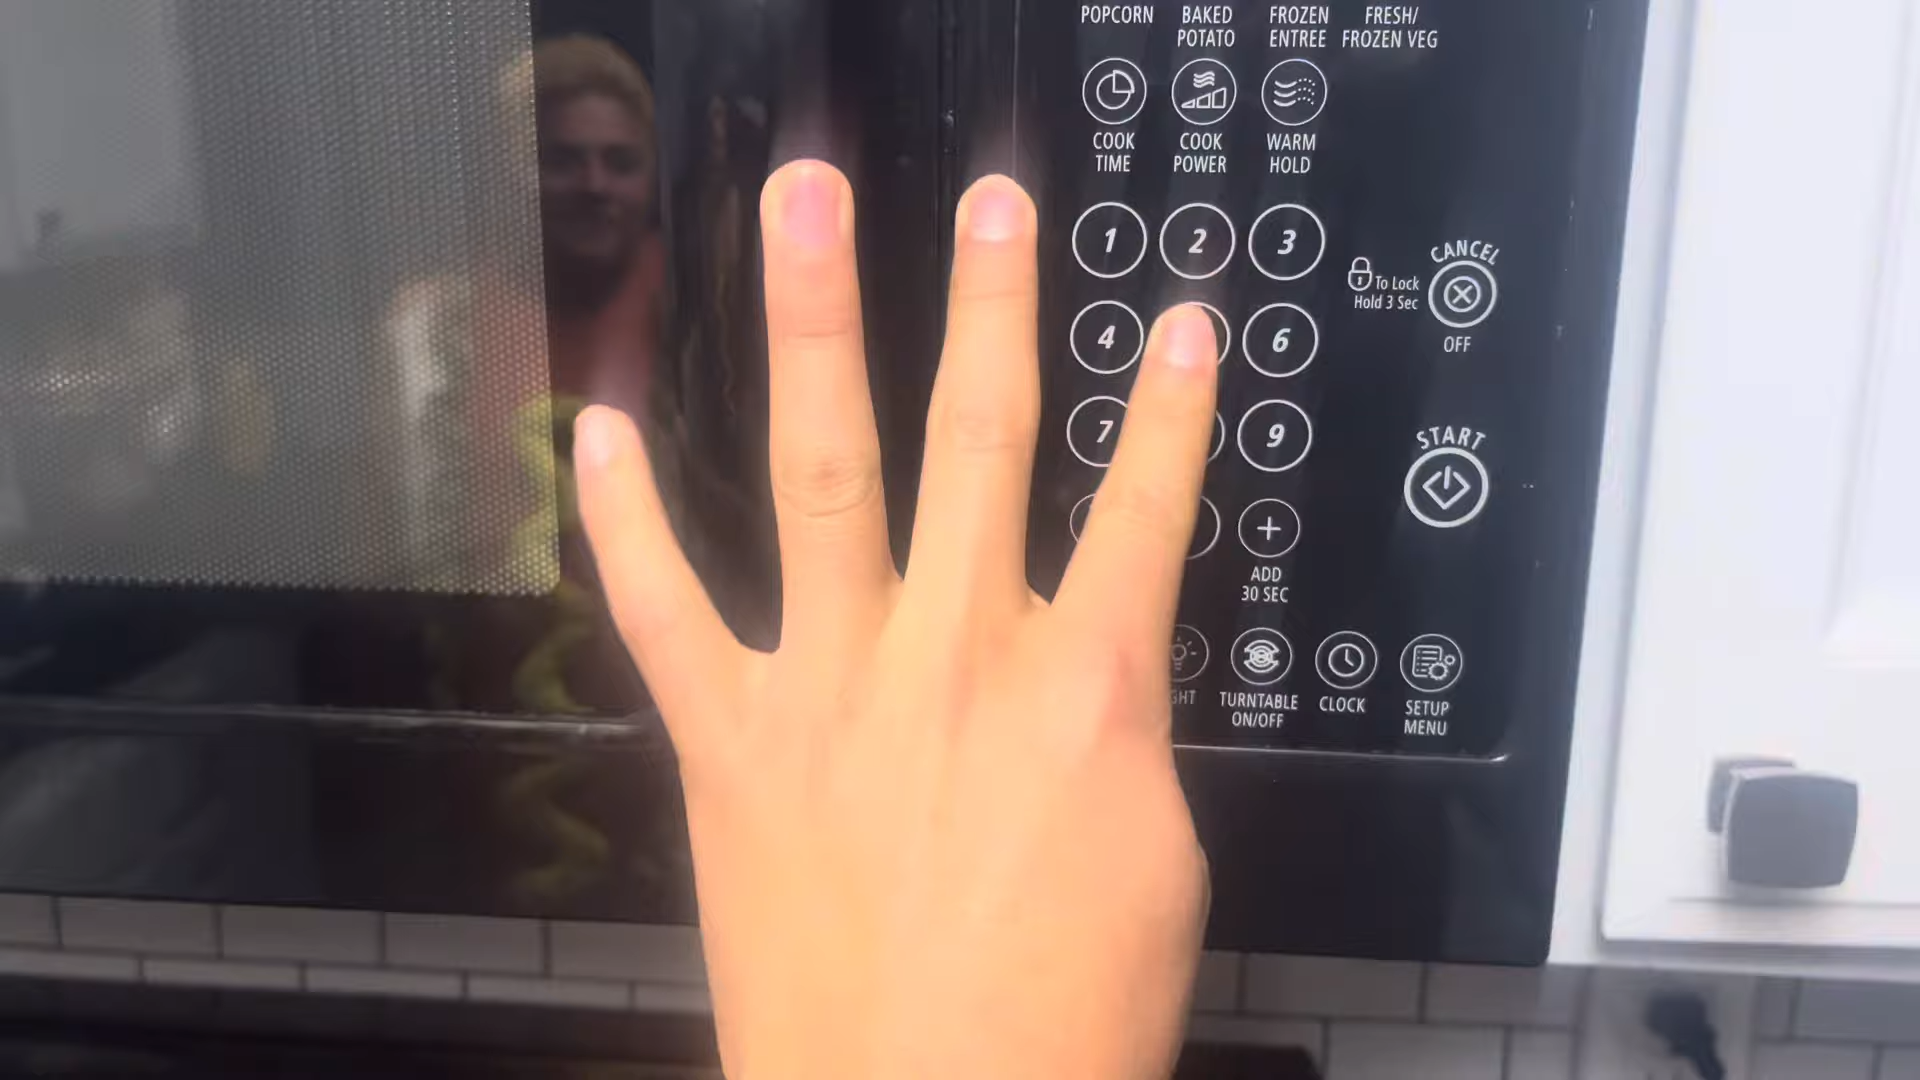 POPCORN
BAKED
POTATO
FROZEN
ENTREE
FRESH/
FROZEN VEG
COOK
TIME
COOK
POWER
WARM
HOLD
1 2 3
CANCEL
To Lock
Hold 3 Sec
OFF
4 6
7 9
START
+
ADD
30 SEC
GHT
TURNTABLE
ON/OFF
CLOCK
SETUP
MENU